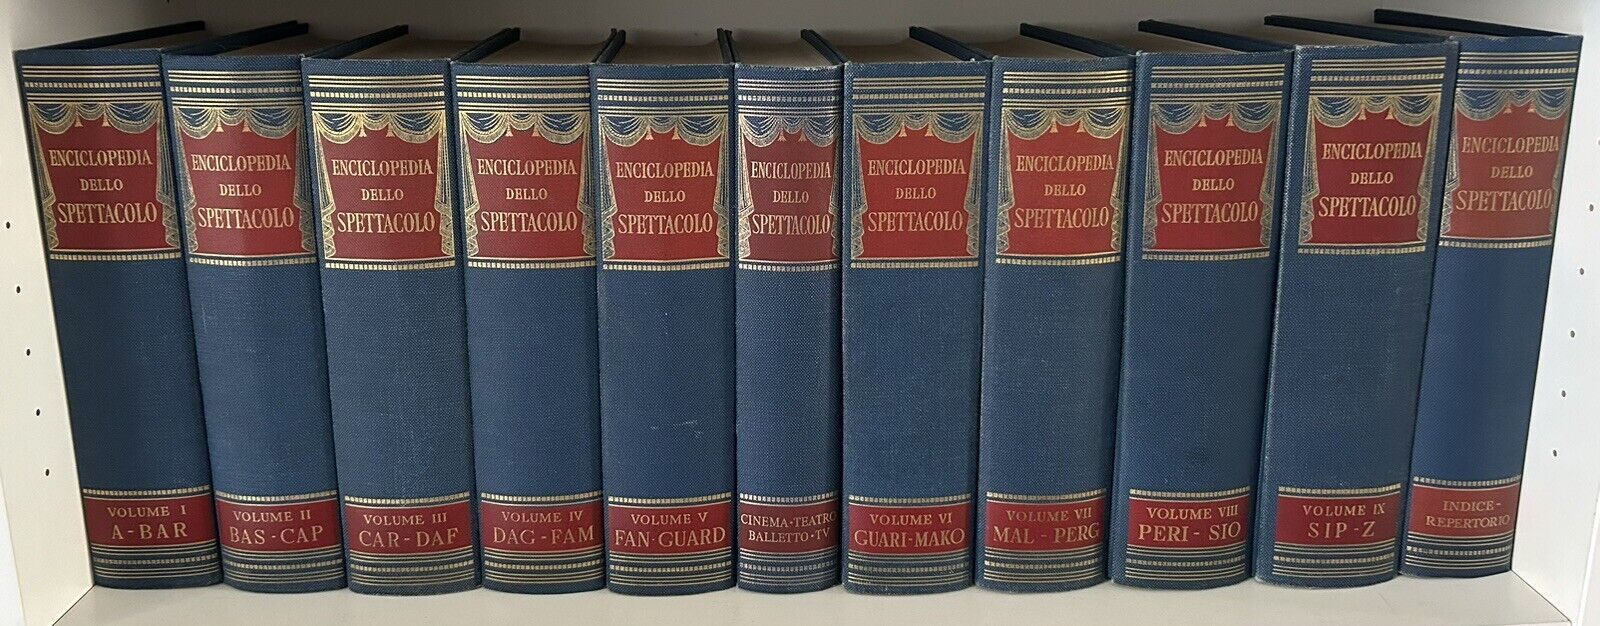 ENCICLOPEDIA
DELLO
SPETTACOLO
VOLUME I
A-BAR
ENCICLOPEDIA
DELLO
SPETTACOLO
VOLUME II
BAS-CAP
ENCICLOPEDIA
DELLO
SPETTACOLO
VOLUME III
CAR-DAF
ENCICLOPEDIA
DELLO
SPETTACOLO
VOLUME IV
DAG-FAM
ENCICLOPEDIA
DELLO
SPETTACOLO
VOLUME V
FAN-GUARD
ENCICLOPEDIA
DELLO
SPETTACOLO
CINEMA·TEATRO
BALLETTO·TV
ENCICLOPEDIA
DELLO
SPETTACOLO
VOLUME VI
GUARI-MAKO
ENCICLOPEDIA
DELLO
SPETTACOLO
VOLUME VII
MAL - PERG
ENCICLOPEDIA
DELLO
SPETTACOLO
VOLUME VIII
PERI - SIO
ENCICLOPEDIA
DELLO
SPETTACOLO
VOLUME IX
SIP-Z
ENCICLOPEDIA
DELLO
SPETTACOLO
INDICE-
REPERTORIO